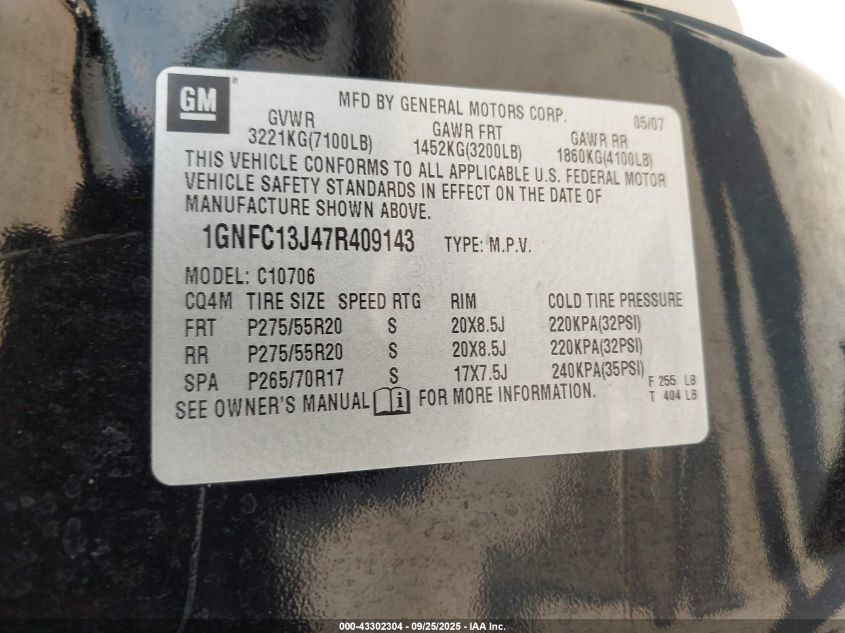 GM ® MFD BY GENERAL MOTORS CORP. 05/07
GVWR GAWR FRT GAWR RR
3221KG(7100LB) 1452KG(3200LB) 1860KG(4100LB)
THIS VEHICLE CONFORMS TO ALL APPLICABLE U.S. FEDERAL MOTOR
VEHICLE SAFETY STANDARDS IN EFFECT ON THE DATE OF
MANUFACTURE SHOWN ABOVE.
1GNFC13J47R409143 TYPE: M.P.V.
MODEL: C10706
CQ4M TIRE SIZE SPEED RTG RIM COLD TIRE PRESSURE
FRT P275/55R20 S 20X8.5J 220KPA(32PSI)
RR P275/55R20 S 20X8.5J 220KPA(32PSI)
SPA P265/70R17 S 17X7.5J 240KPA(35PSI)
F 255 LB
T 404 LB
SEE OWNER'S MANUAL i FOR MORE INFORMATION.
000-43302304 - 09/25/2025 - IAA Inc.